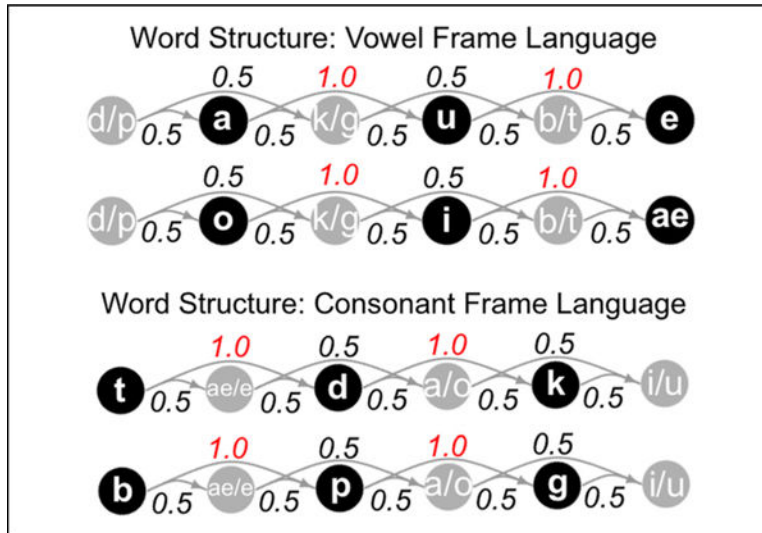 Word Structure: Vowel Frame Language
0.5 1.0 0.5 1.0
d/p a k/g u b/t e
0.5 0.5 0.5 0.5 0.5
0.5 1.0 0.5 1.0
d/p o k/g i b/t ae
0.5 0.5 0.5 0.5 0.5
Word Structure: Consonant Frame Language
1.0 0.5 1.0 0.5
t ae/e d a/o k i/u
0.5 0.5 0.5 0.5 0.5
1.0 0.5 1.0 0.5
b ae/e p a/o g i/u
0.5 0.5 0.5 0.5 0.5